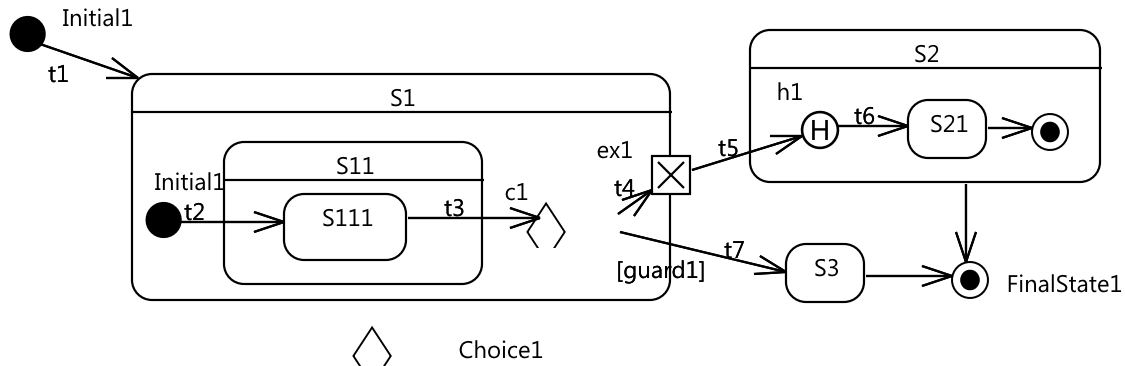 Initial1
t1
S1
S2
h1
H
t6
S21
t5
ex1
S11
Initial1
t2
S111
t3
c1
t4
t7
[guard1]
S3
FinalState1
Choice1